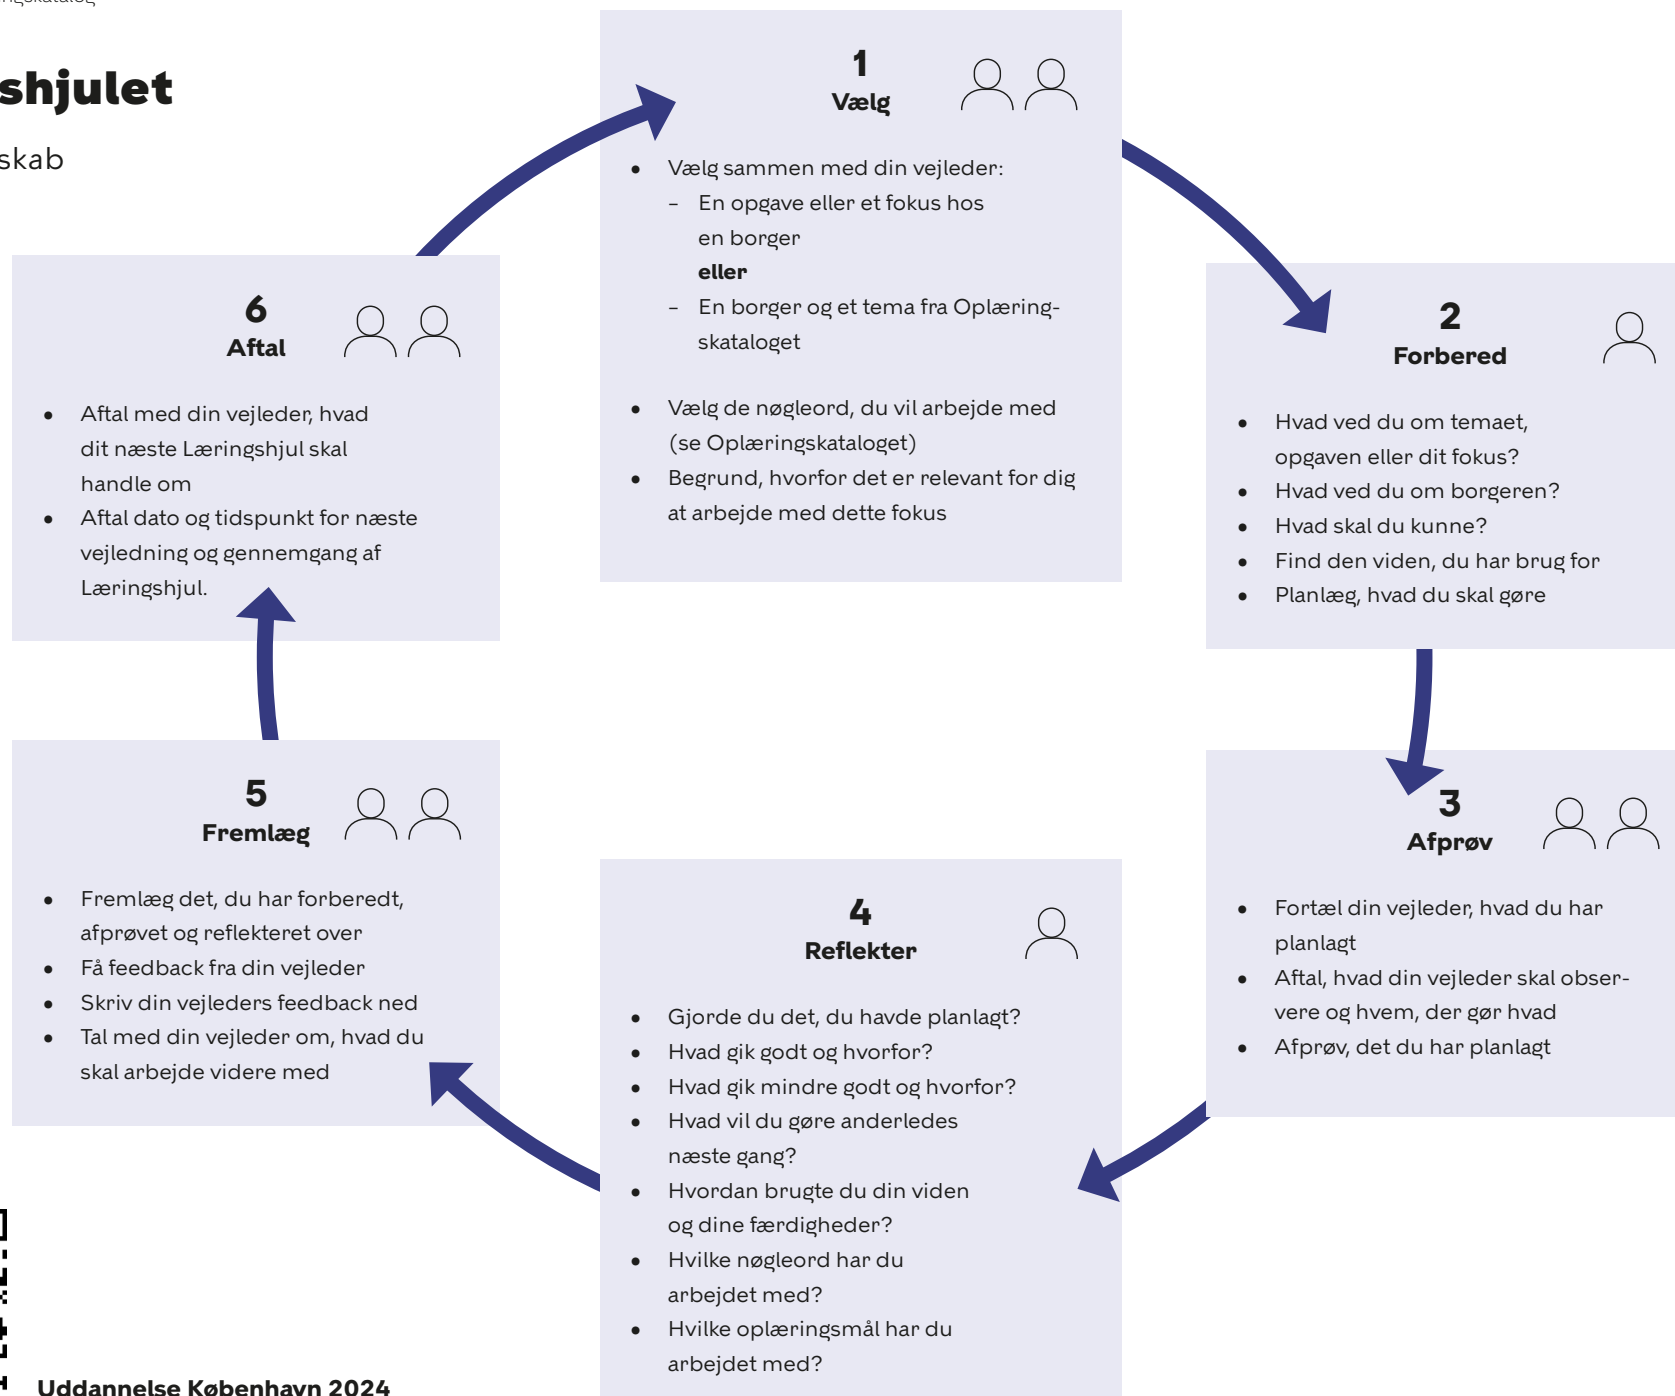 shjulet
skab
1
Vælg
• Vælg sammen med din vejleder:
– En opgave eller et fokus hos
en borger
eller
– En borger og et tema fra Oplæring-
skataloget
• Vælg de nøgleord, du vil arbejde med
(se Oplæringskataloget)
• Begrund, hvorfor det er relevant for dig
at arbejde med dette fokus
2
Forbered
• Hvad ved du om temaet,
opgaven eller dit fokus?
• Hvad ved du om borgeren?
• Hvad skal du kunne?
• Find den viden, du har brug for
• Planlæg, hvad du skal gøre
3
Afprøv
• Fortæl din vejleder, hvad du har
planlagt
• Aftal, hvad din vejleder skal obser-
vere og hvem, der gør hvad
• Afprøv, det du har planlagt
4
Reflekter
• Gjorde du det, du havde planlagt?
• Hvad gik godt og hvorfor?
• Hvad gik mindre godt og hvorfor?
• Hvad vil du gøre anderledes
næste gang?
• Hvordan brugte du din viden
og dine færdigheder?
• Hvilke nøgleord har du
arbejdet med?
• Hvilke oplæringsmål har du
arbejdet med?
5
Fremlæg
• Fremlæg det, du har forberedt,
afprøvet og reflekteret over
• Få feedback fra din vejleder
• Skriv din vejleders feedback ned
• Tal med din vejleder om, hvad du
skal arbejde videre med
6
Aftal
• Aftal med din vejleder, hvad
dit næste Læringshjul skal
handle om
• Aftal dato og tidspunkt for næste
vejledning og gennemgang af
Læringshjul.
Uddannelse København 2024